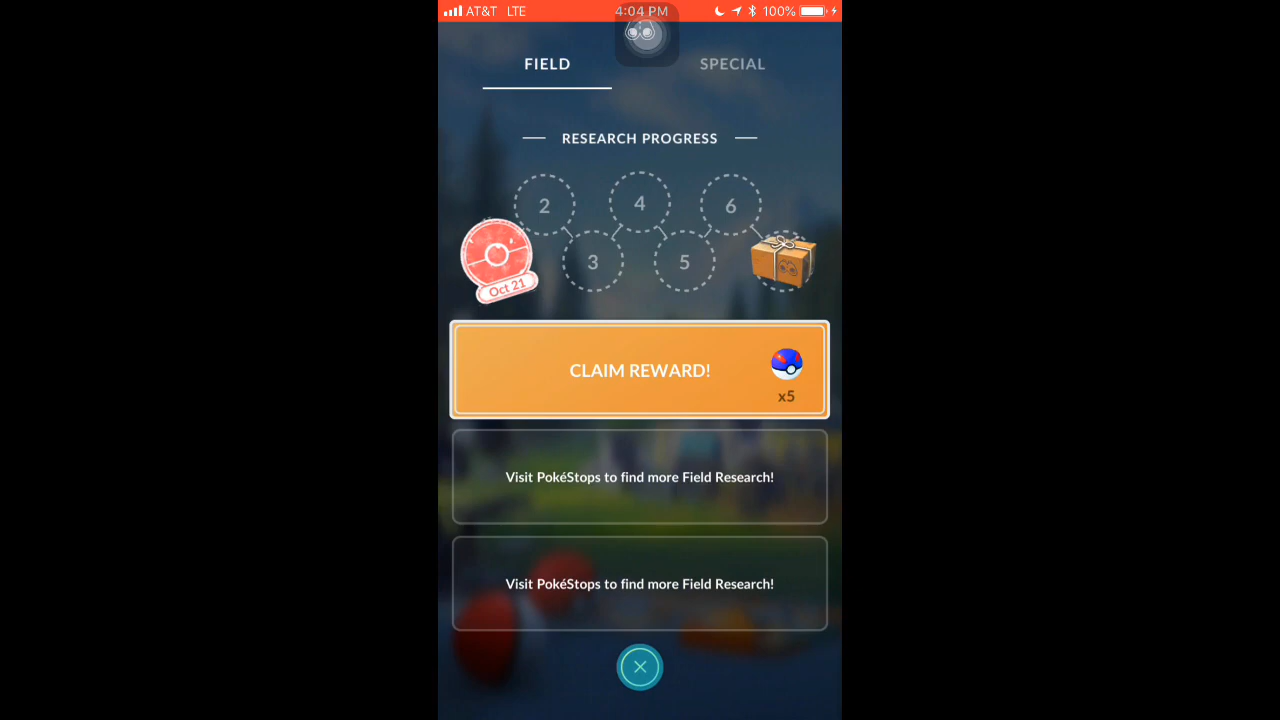 AT&T LTE 4:04 PM 100%
FIELD SPECIAL
RESEARCH PROGRESS
2 4 6
3 5
Oct 21
CLAIM REWARD!
x5
Visit PokéStops to find more Field Research!
Visit PokéStops to find more Field Research!